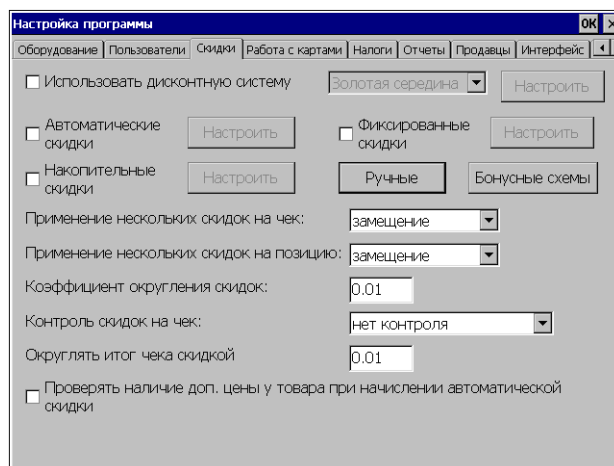 Настройка программы OK ×
Оборудование Пользователи Скидки Работа с картами Налоги Отчеты Продавцы Интерфейс
Использовать дисконтную систему Золотая середина Настроить
Автоматические скидки Настроить Фиксированные скидки Настроить
Накопительные скидки Настроить Ручные Бонусные схемы
Применение нескольких скидок на чек: замещение
Применение нескольких скидок на позицию: замещение
Коэффициент округления скидок: 0.01
Контроль скидок на чек: нет контроля
Округлять итог чека скидкой 0.01
Проверять наличие доп. цены у товара при начислении автоматической
скидки